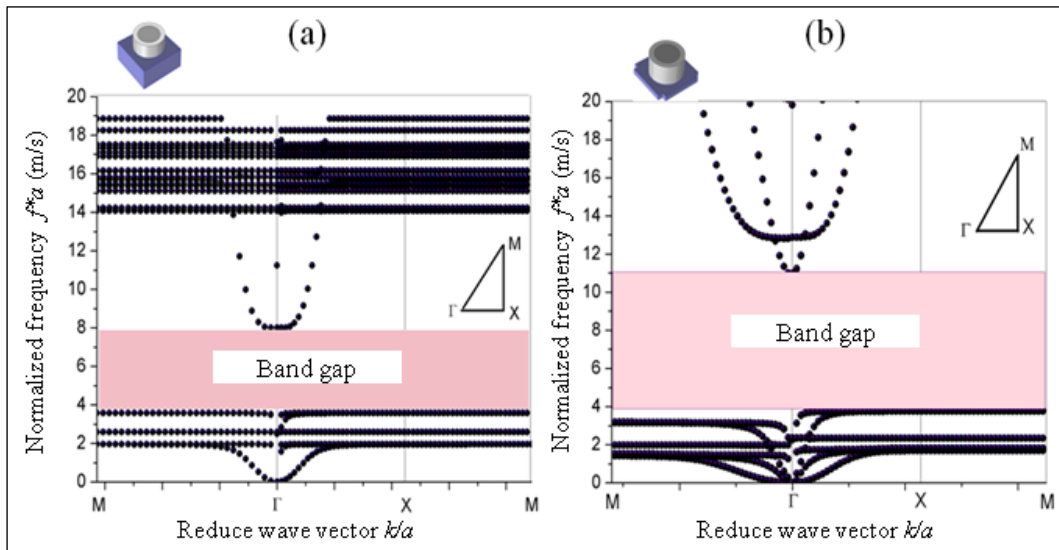 (a)
(b)
Normalized frequency f*a (m/s)
20
18
16
14
12
10
8
6
4
2
0
M
Γ
X
M
Reduce wave vector k/a
Band gap
M
Γ
X
Normalized frequency f*a (m/s)
20
18
16
14
12
10
8
6
4
2
0
M
Γ
X
M
Reduce wave vector k/a
Band gap
M
Γ
X